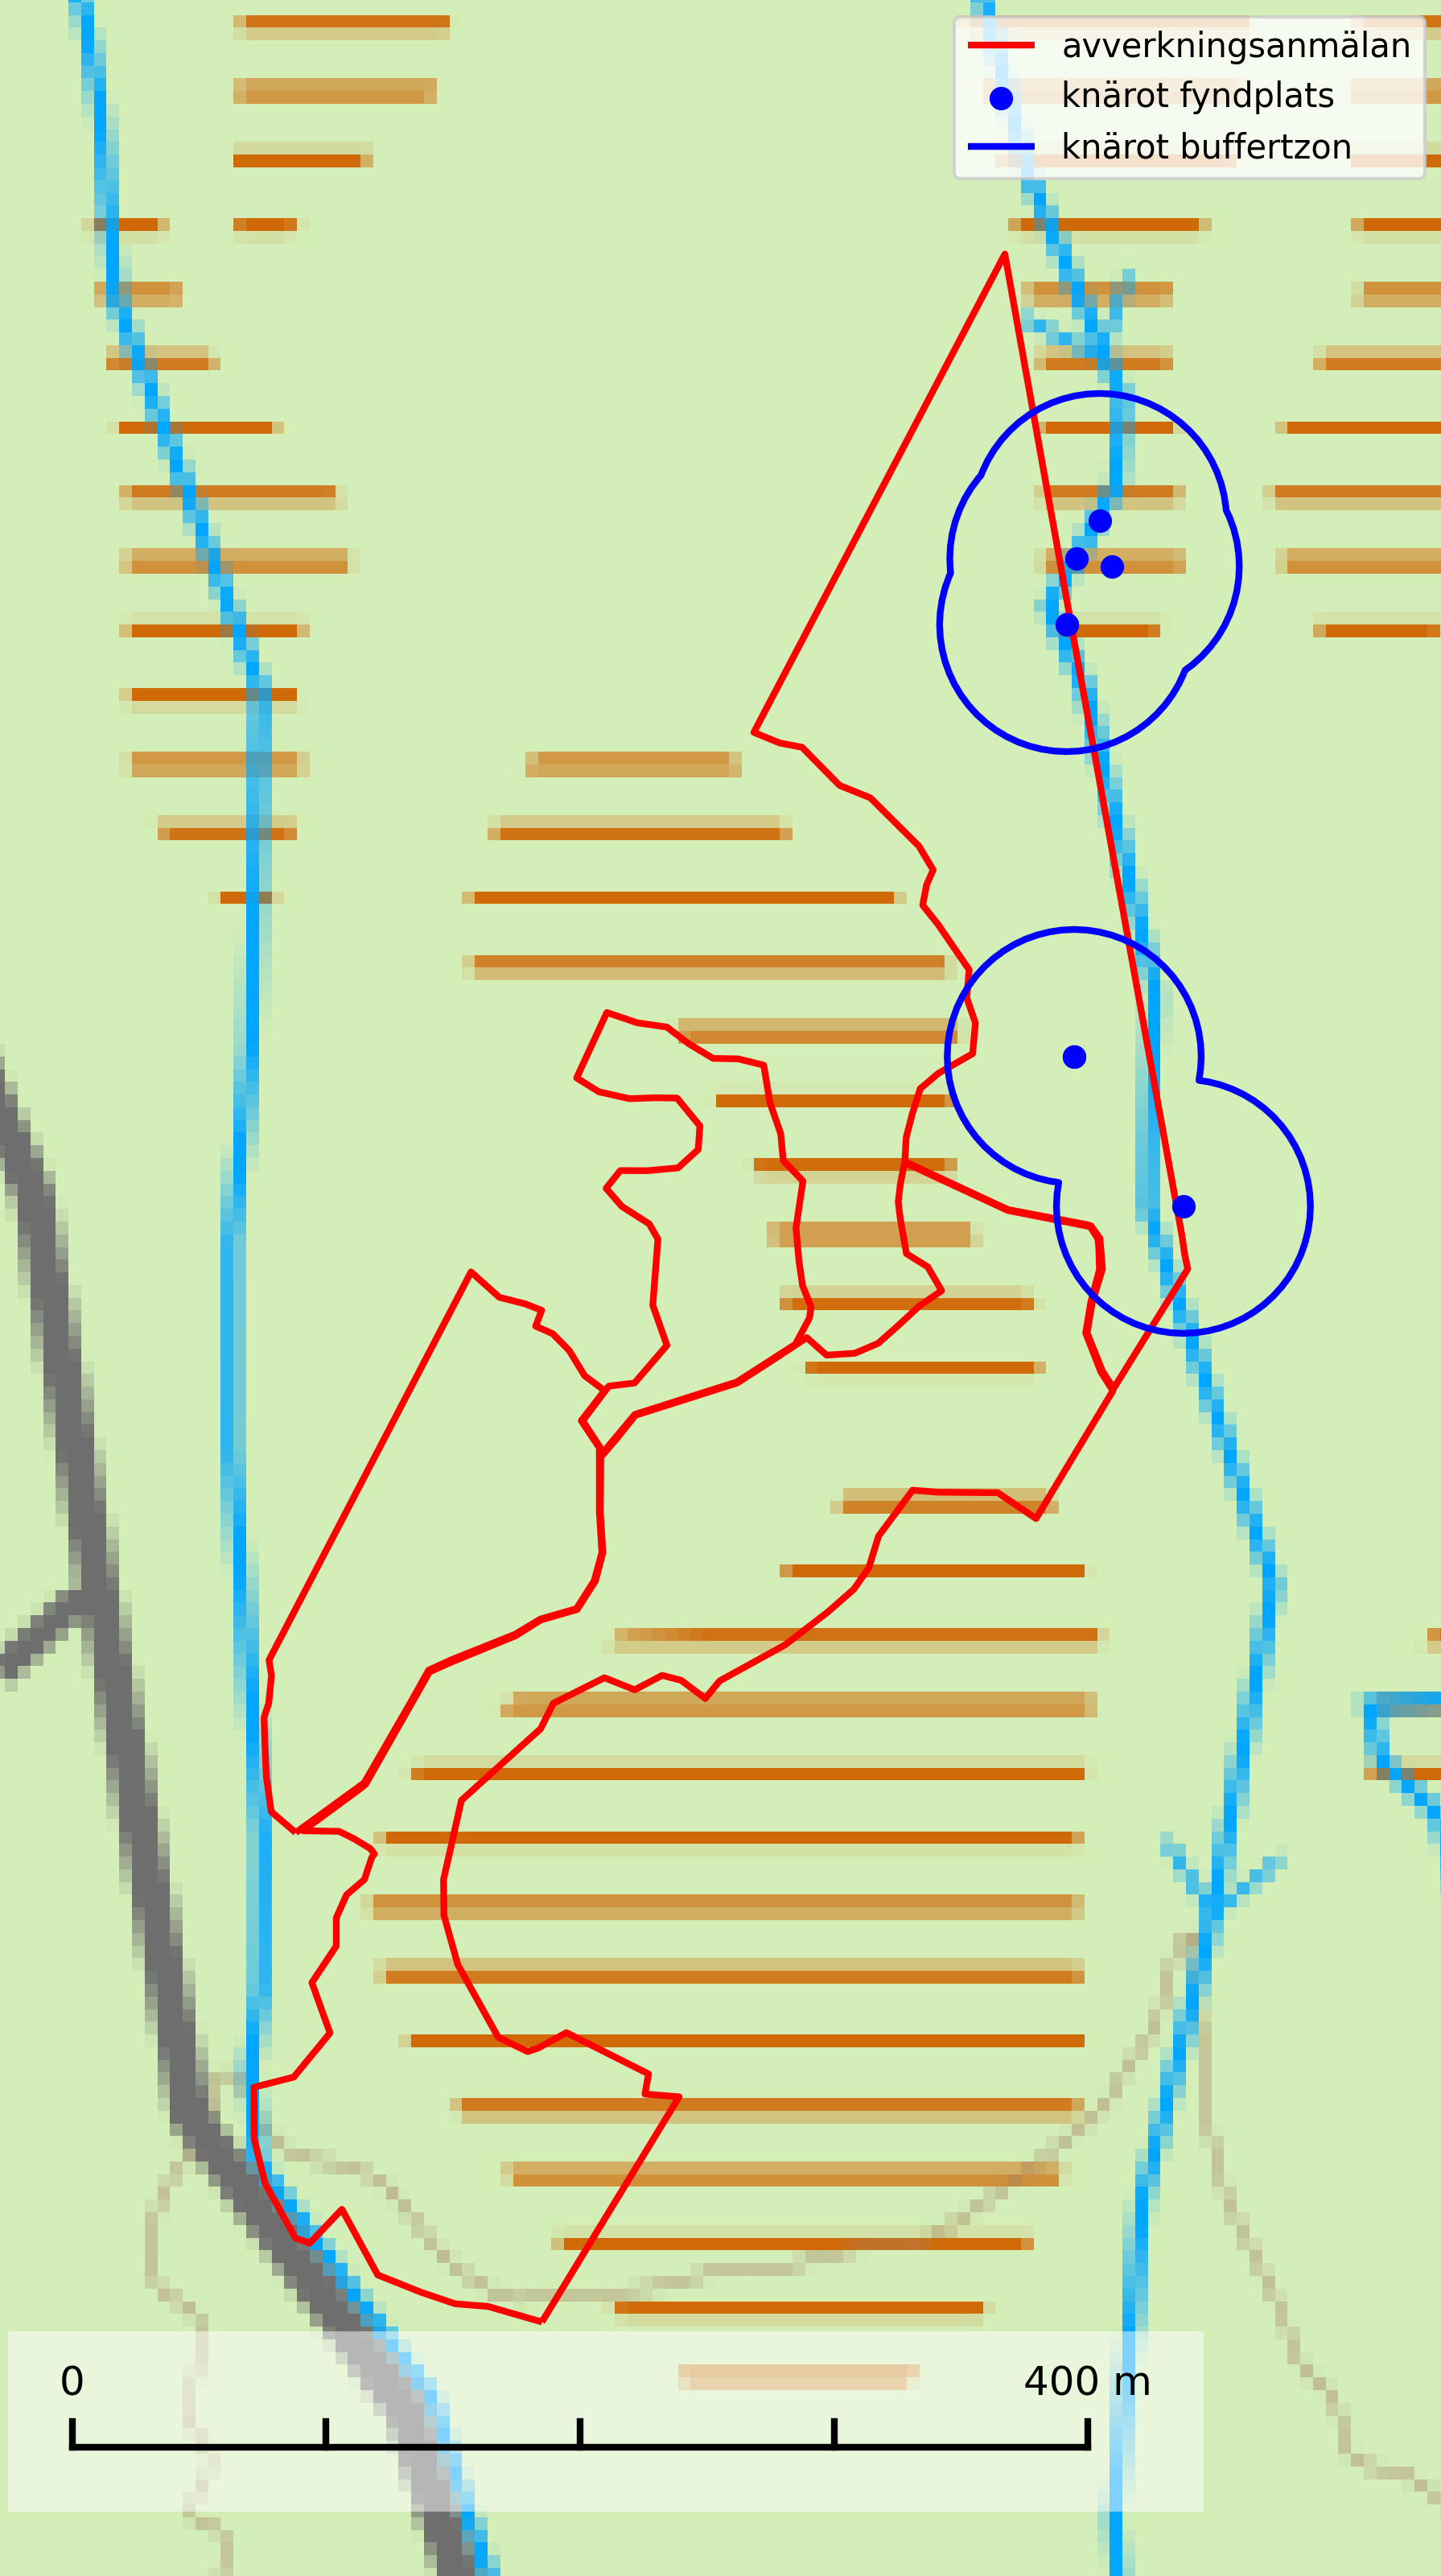 avverkningsanmälan
knärot fyndplats
knärot buffertzon
0 400 m